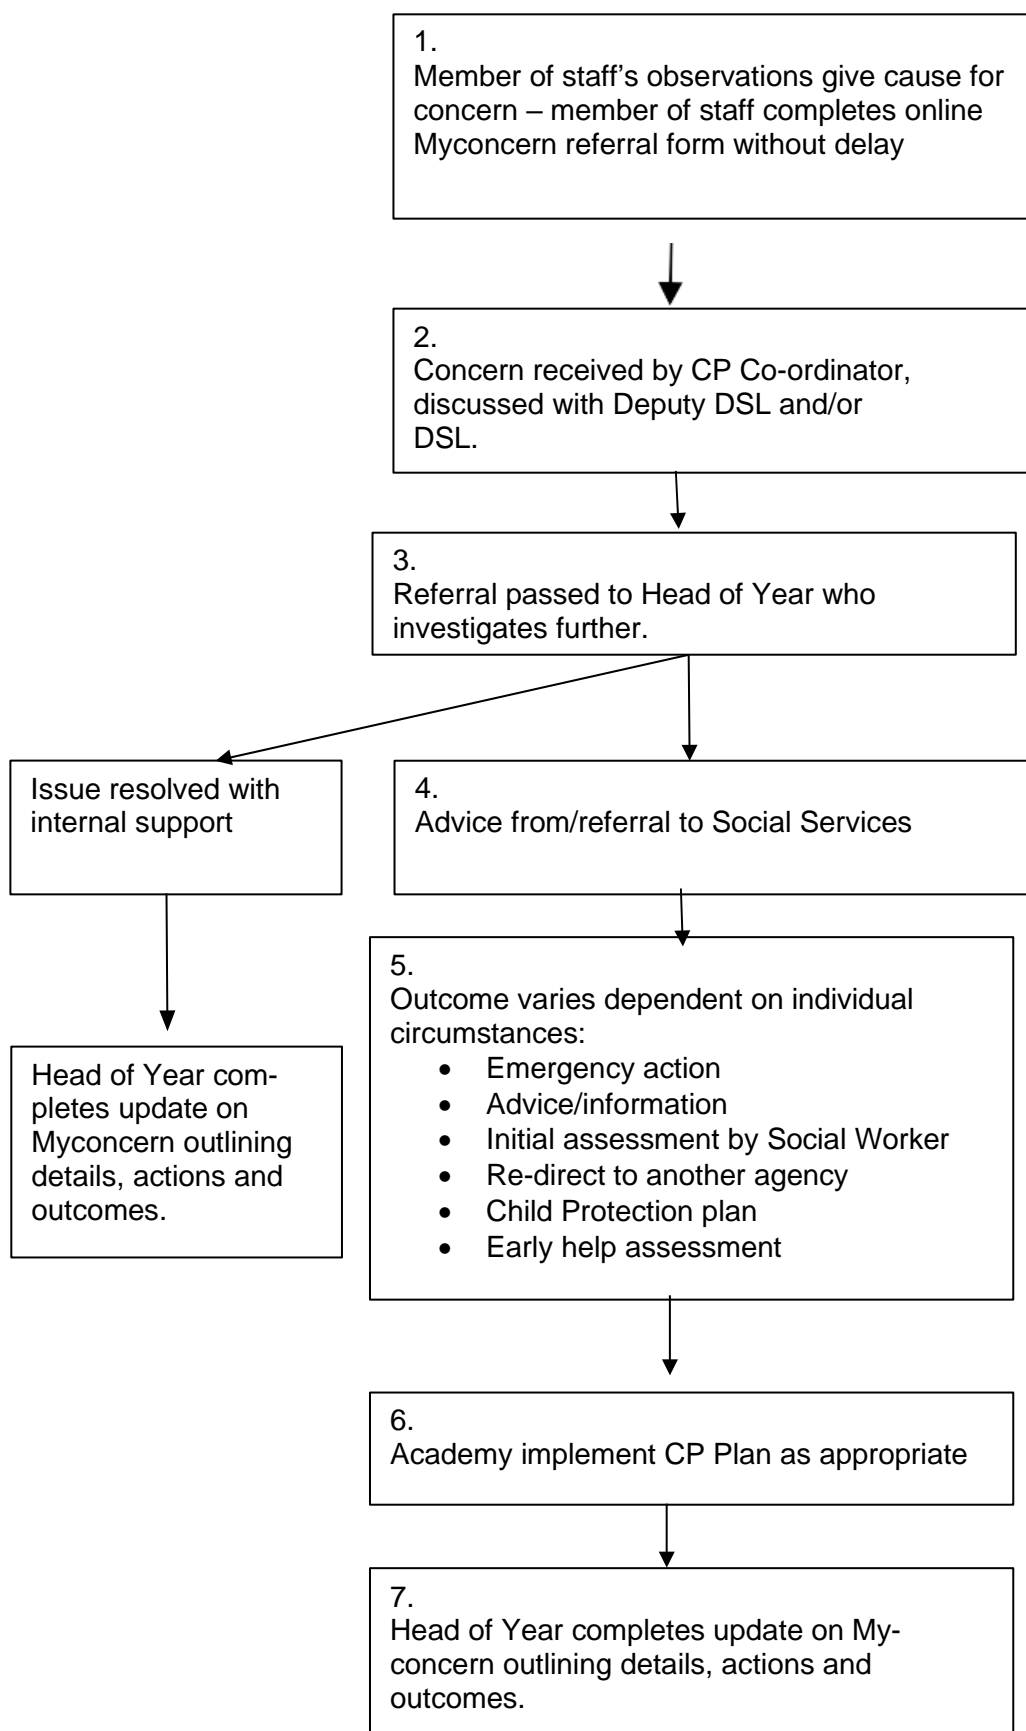 1.
Member of staff's observations give cause for
concern – member of staff completes online
Myconcern referral form without delay
2.
Concern received by CP Co-ordinator,
discussed with Deputy DSL and/or
DSL.
3.
Referral passed to Head of Year who
investigates further.
Issue resolved with
internal support
Head of Year com-
pletes update on
Myconcern outlining
details, actions and
outcomes.
4.
Advice from/referral to Social Services
5.
Outcome varies dependent on individual
circumstances:
• Emergency action
• Advice/information
• Initial assessment by Social Worker
• Re-direct to another agency
• Child Protection plan
• Early help assessment
6.
Academy implement CP Plan as appropriate
7.
Head of Year completes update on My-
concern outlining details, actions and
outcomes.